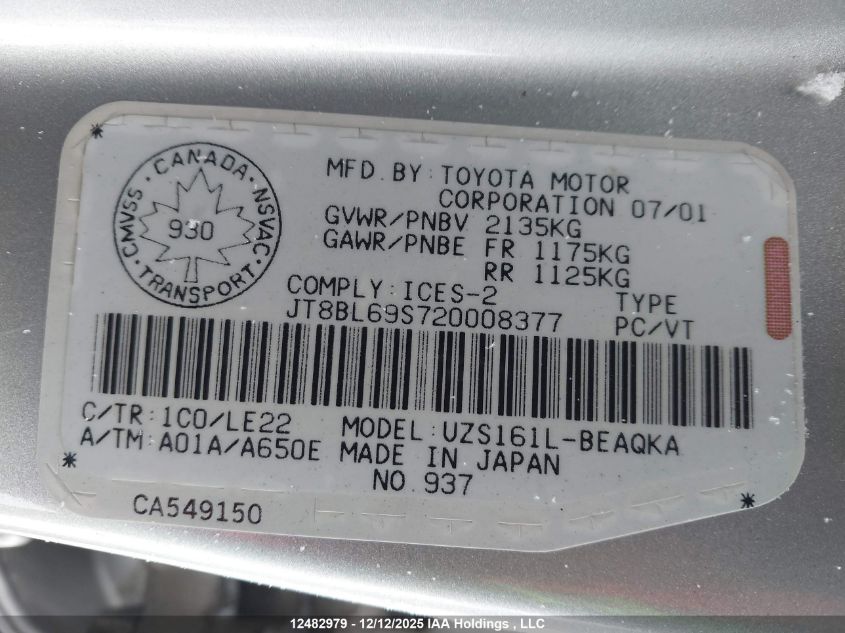 CANADA
CMVSS
NSVAC
930
TRANSPORT
MFD.BY:TOYOTA MOTOR
CORPORATION 07/01
GVWR/PNBV 2135KG
GAWR/PNBE FR 1175KG
RR 1125KG
COMPLY:ICES-2
TYPE
JT8BL69S720008377
PC/VT
C/TR:1C0/LE22
MODEL:UZS161L-BEAQKA
A/TM:A01A/A650E
MADE IN JAPAN
NO.937
CA549150
12482979 - 12/12/2025 IAA Holdings, LLC